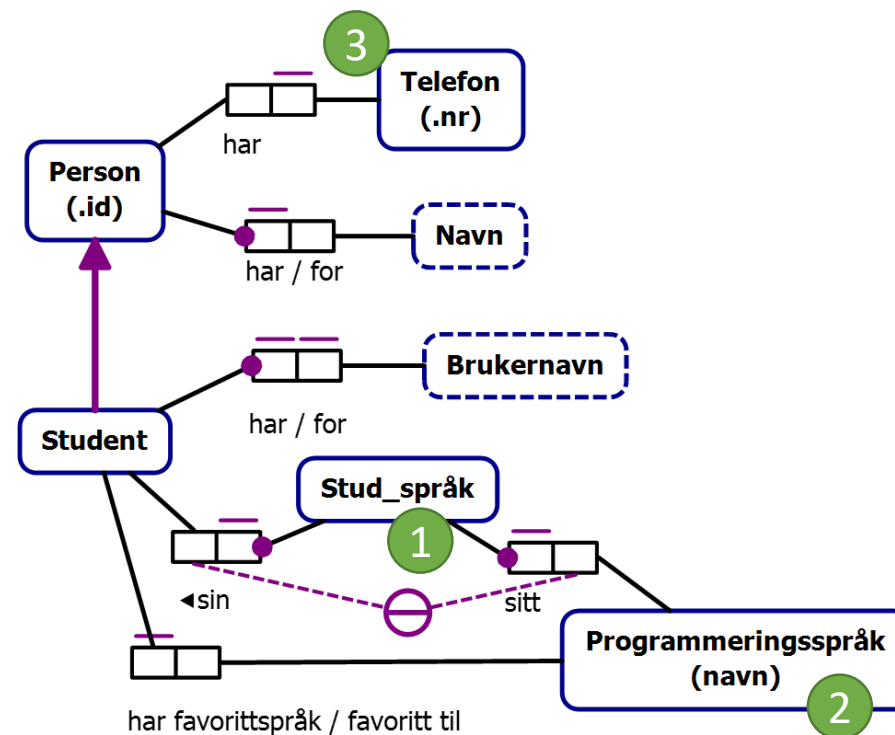 3
Telefon
(.nr)
har
Person
(.id)
Navn
har / for
Brukernavn
har / for
Student
Stud_språk
1
◄sin
sitt
Programmeringsspråk
(navn)
2
har favorittspråk / favoritt til